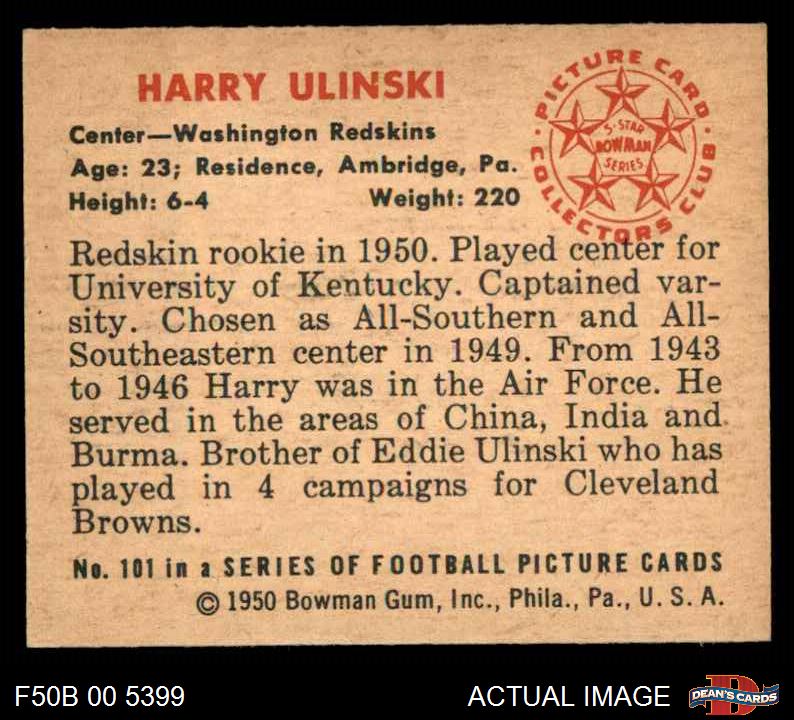 HARRY ULINSKI
Center—Washington Redskins
Age: 23; Residence, Ambridge, Pa.
Height: 6-4 Weight: 220
PICTURE CARD
5-STAR
BOWMAN
SERIES
COLLECTORS CLUB
Redskin rookie in 1950. Played center for
University of Kentucky. Captained var-
sity. Chosen as All-Southern and All-
Southeastern center in 1949. From 1943
to 1946 Harry was in the Air Force. He
served in the areas of China, India and
Burma. Brother of Eddie Ulinski who has
played in 4 campaigns for Cleveland
Browns.
No. 101 in a SERIES OF FOOTBALL PICTURE CARDS
© 1950 Bowman Gum, Inc., Phila., Pa., U. S. A.
F50B 00 5399
ACTUAL IMAGE
D
DEAN'S CARDS